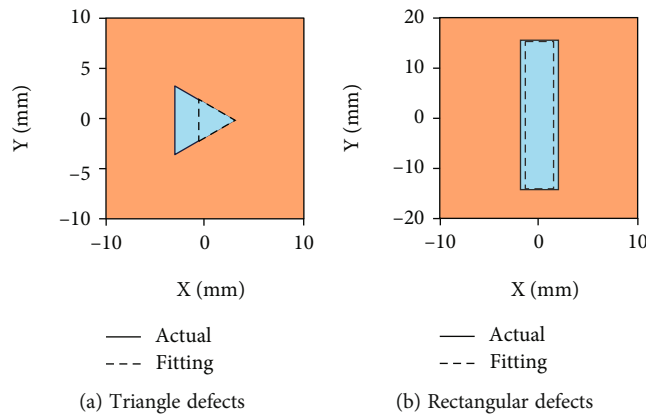 10
5
0
−5
−10
−10
0
10
Y (mm)
X (mm)
Actual
Fitting
(a) Triangle defects
20
10
0
−10
−20
−10
0
10
Y (mm)
X (mm)
Actual
Fitting
(b) Rectangular defects